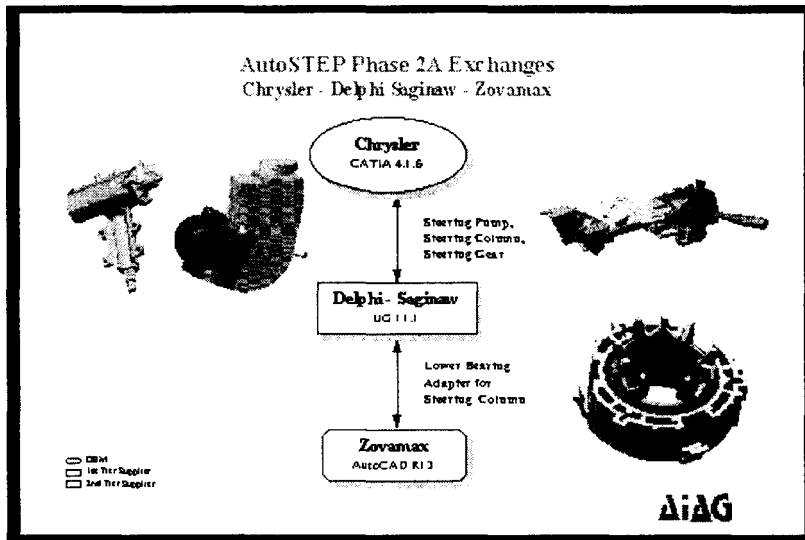 AutoSTEP Phase 2A Exchanges
Chrysler - Delphi Saginaw - Zovamax
Chrysler
CATIA 4.1.6
Steering Pump,
Steering Column,
Steering Gear
Delphi - Saginaw
UG 11.1
Lower Bearing
Adapter for
Steering Column
Zovamax
AutoCAD R13
OEM
1st Tier Supplier
2nd Tier Supplier
AIAG